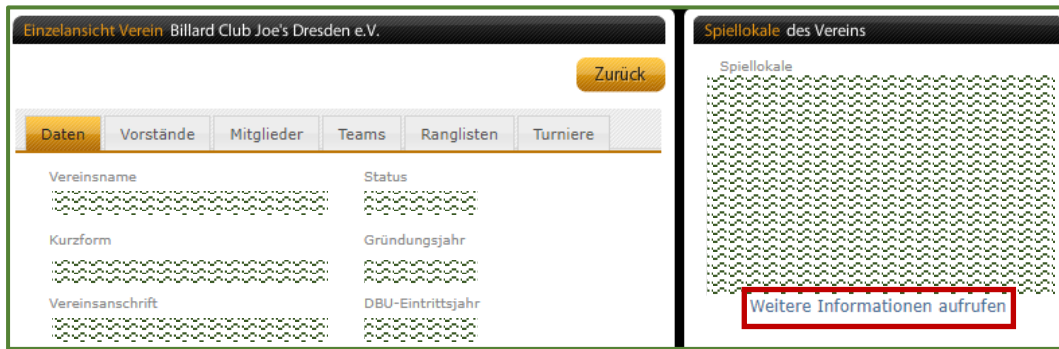 Einzelansicht Verein Billard Club Joe's Dresden e.V.
Zurück
Daten Vorstände Mitglieder Teams Ranglisten Turniere
Vereinsname Status
Kurzform Gründungsjahr
Vereinsanschrift DBU-Eintrittsjahr
Spiellokale des Vereins
Spiellokale
Weitere Informationen aufrufen